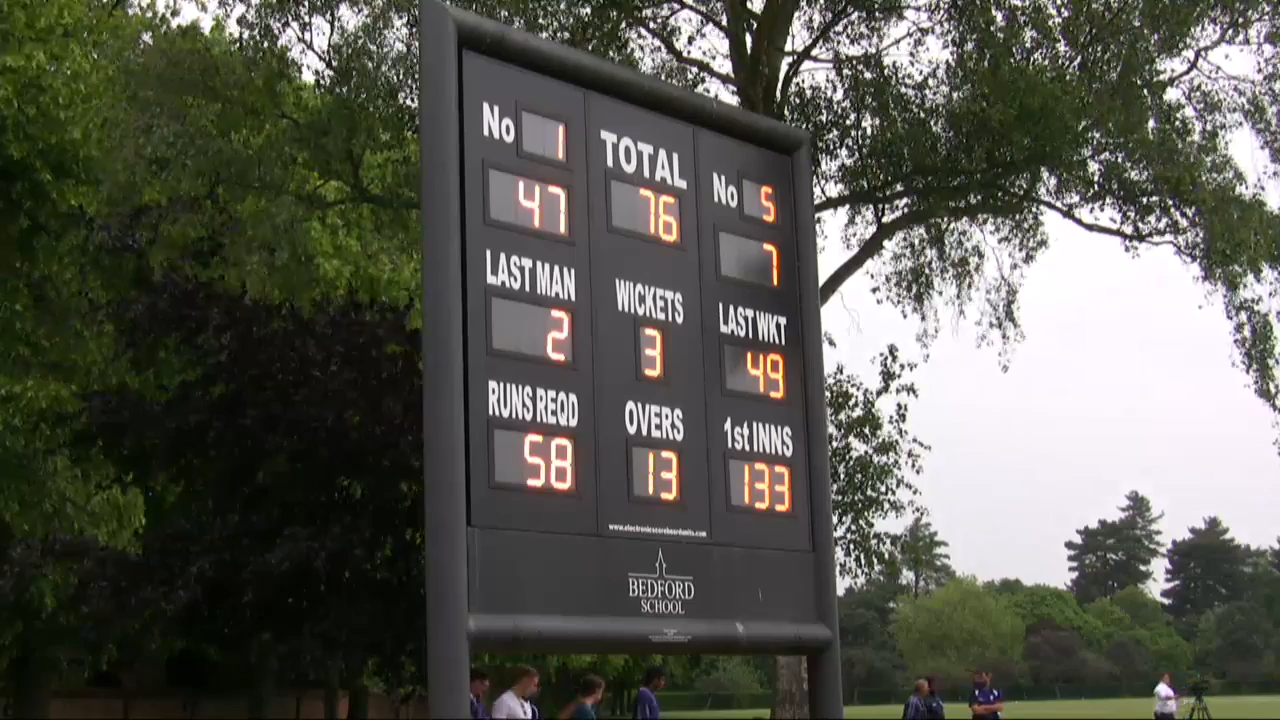 No 1
47
TOTAL
76
No 5
7
LAST MAN
2
WICKETS
3
LAST WKT
49
RUNS REQD
58
OVERS
13
1st INNS
133
www.electronicscoreboardunits.com
BEDFORD
SCHOOL